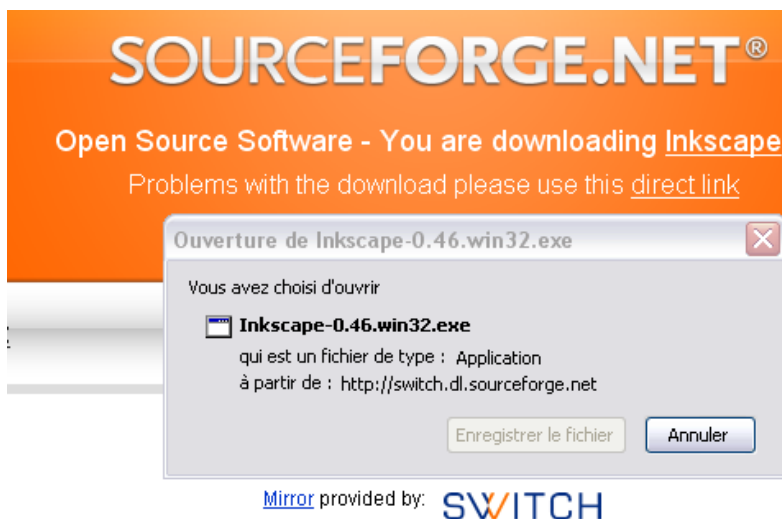 SOURCEFORGE.NET®
Open Source Software - You are downloading Inkscape
Problems with the download please use this direct link
Ouverture de Inkscape-0.46.win32.exe
Vous avez choisi d'ouvrir
Inkscape-0.46.win32.exe
qui est un fichier de type : Application
à partir de : http://switch.dl.sourceforge.net
Enregistrer le fichier Annuler
Mirror provided by: SWITCH